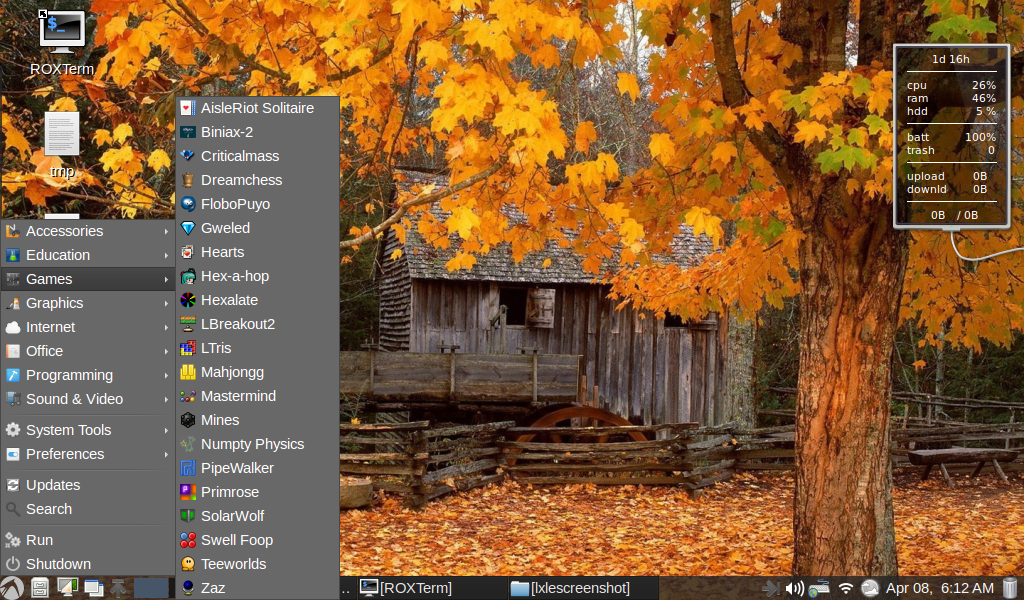 ROXTerm
tmp
Accessories
Education
Games
Graphics
Internet
Office
Programming
Sound & Video
System Tools
Preferences
Updates
Search
Run
Shutdown
AisleRiot Solitaire
Biniax-2
Criticalmass
Dreamchess
FloboPuyo
Gweled
Hearts
Hex-a-hop
Hexalate
LBreakout2
LTris
Mahjongg
Mastermind
Mines
Numpty Physics
PipeWalker
Primrose
SolarWolf
Swell Foop
Teeworlds
Zaz
1d 16h
cpu 26%
ram 46%
hdd 5 %
batt 100%
trash 0
upload 0B
downld 0B
0B / 0B
.. [ROXTerm] [lxlescreenshot] Apr 08, 6:12 AM